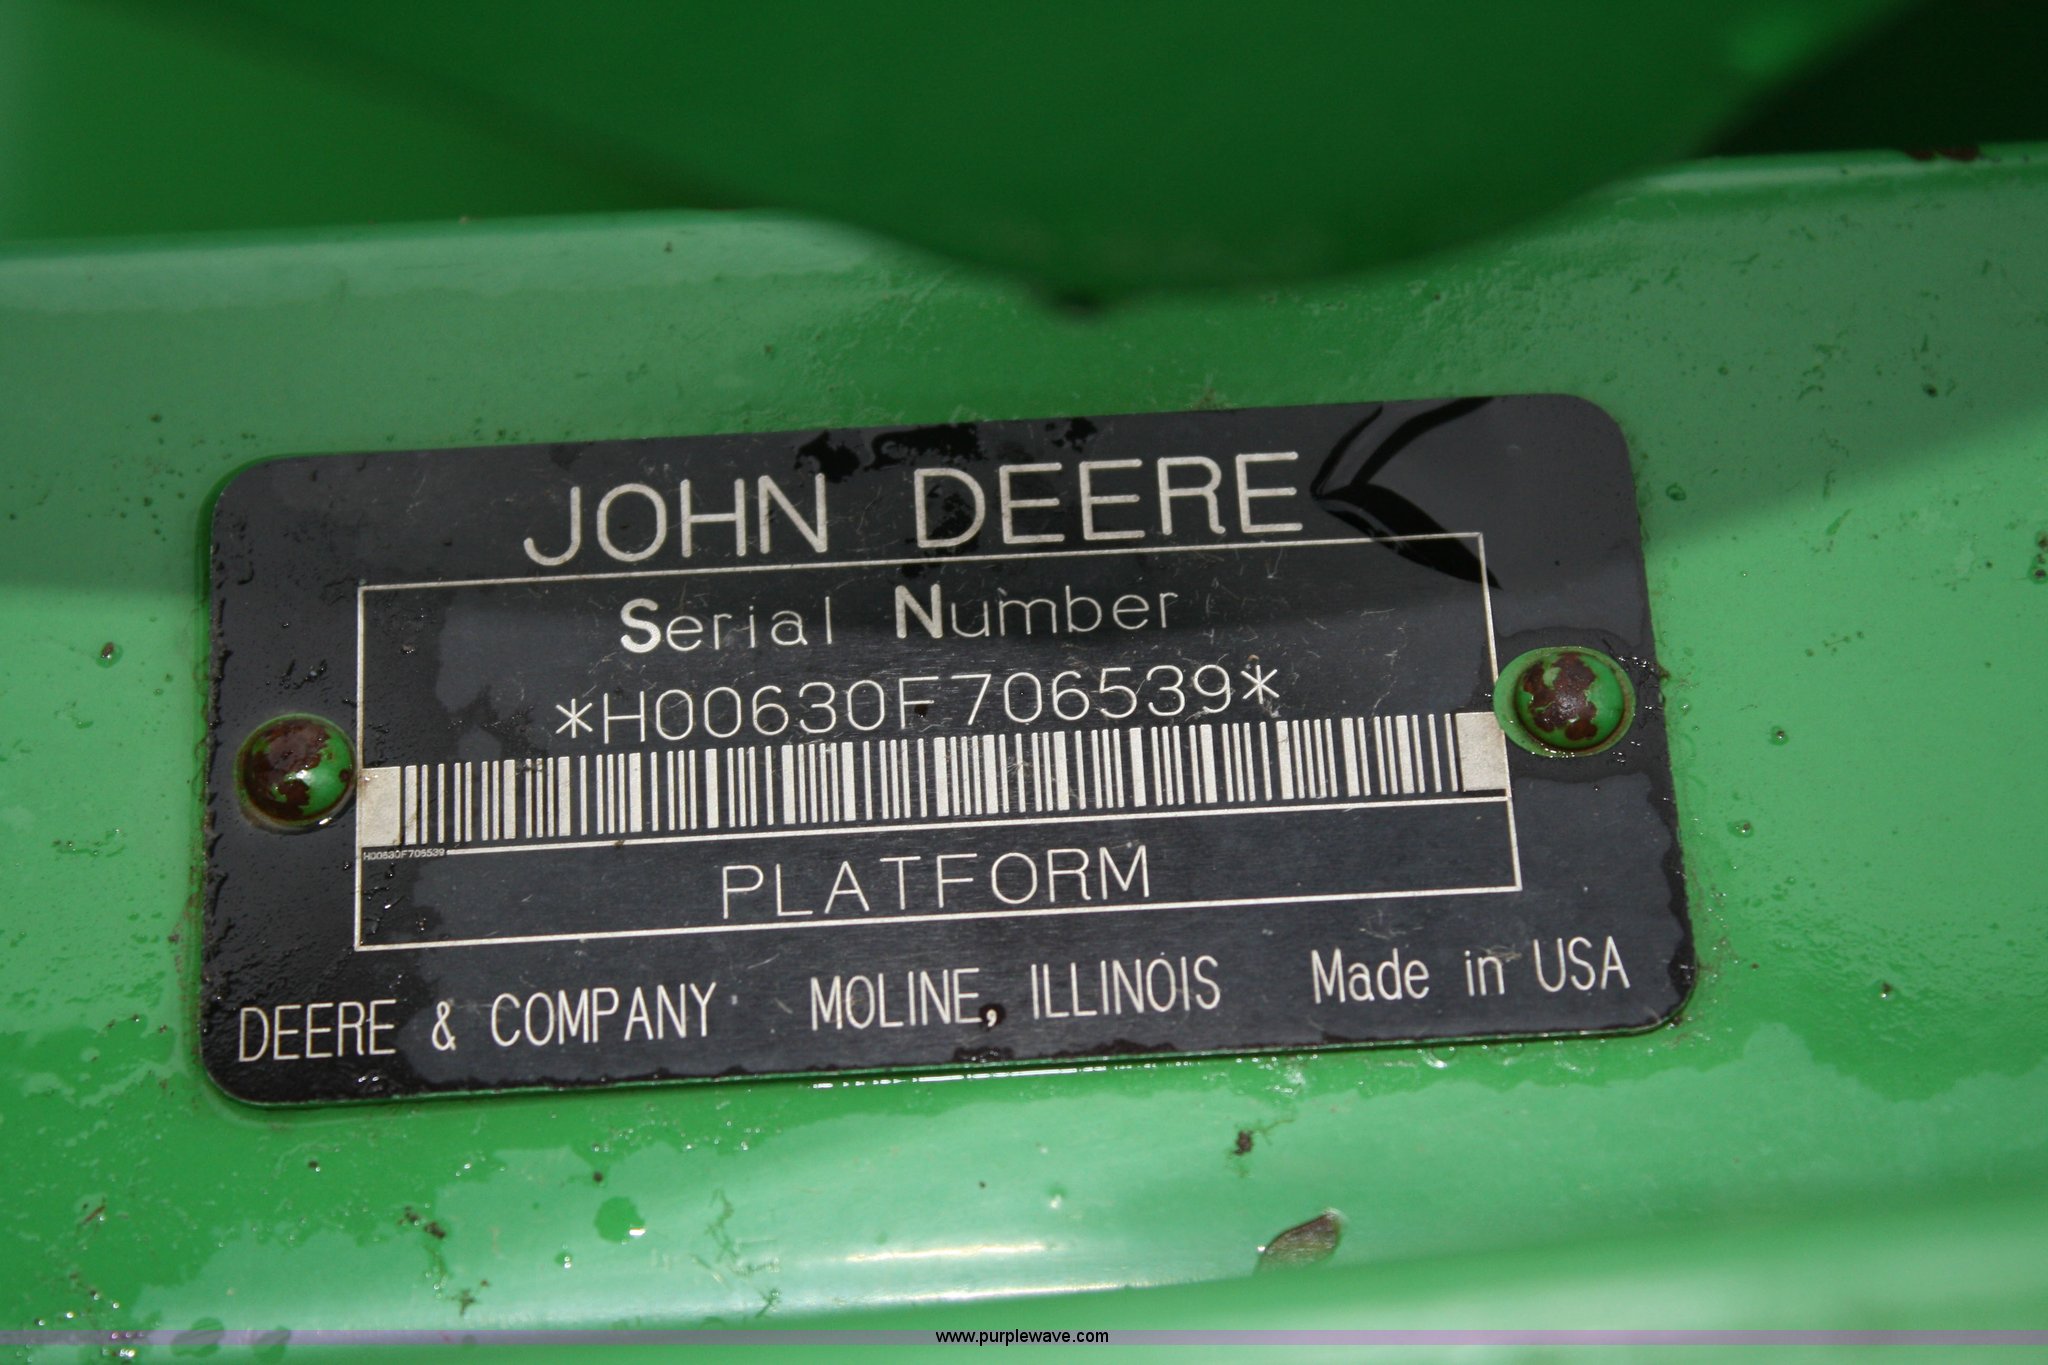 JOHN DEERE
Serial Number
*H00630F706539*
H00630F706539
PLATFORM
DEERE & COMPANY MOLINE, ILLINOIS Made in USA
www.purplewave.com